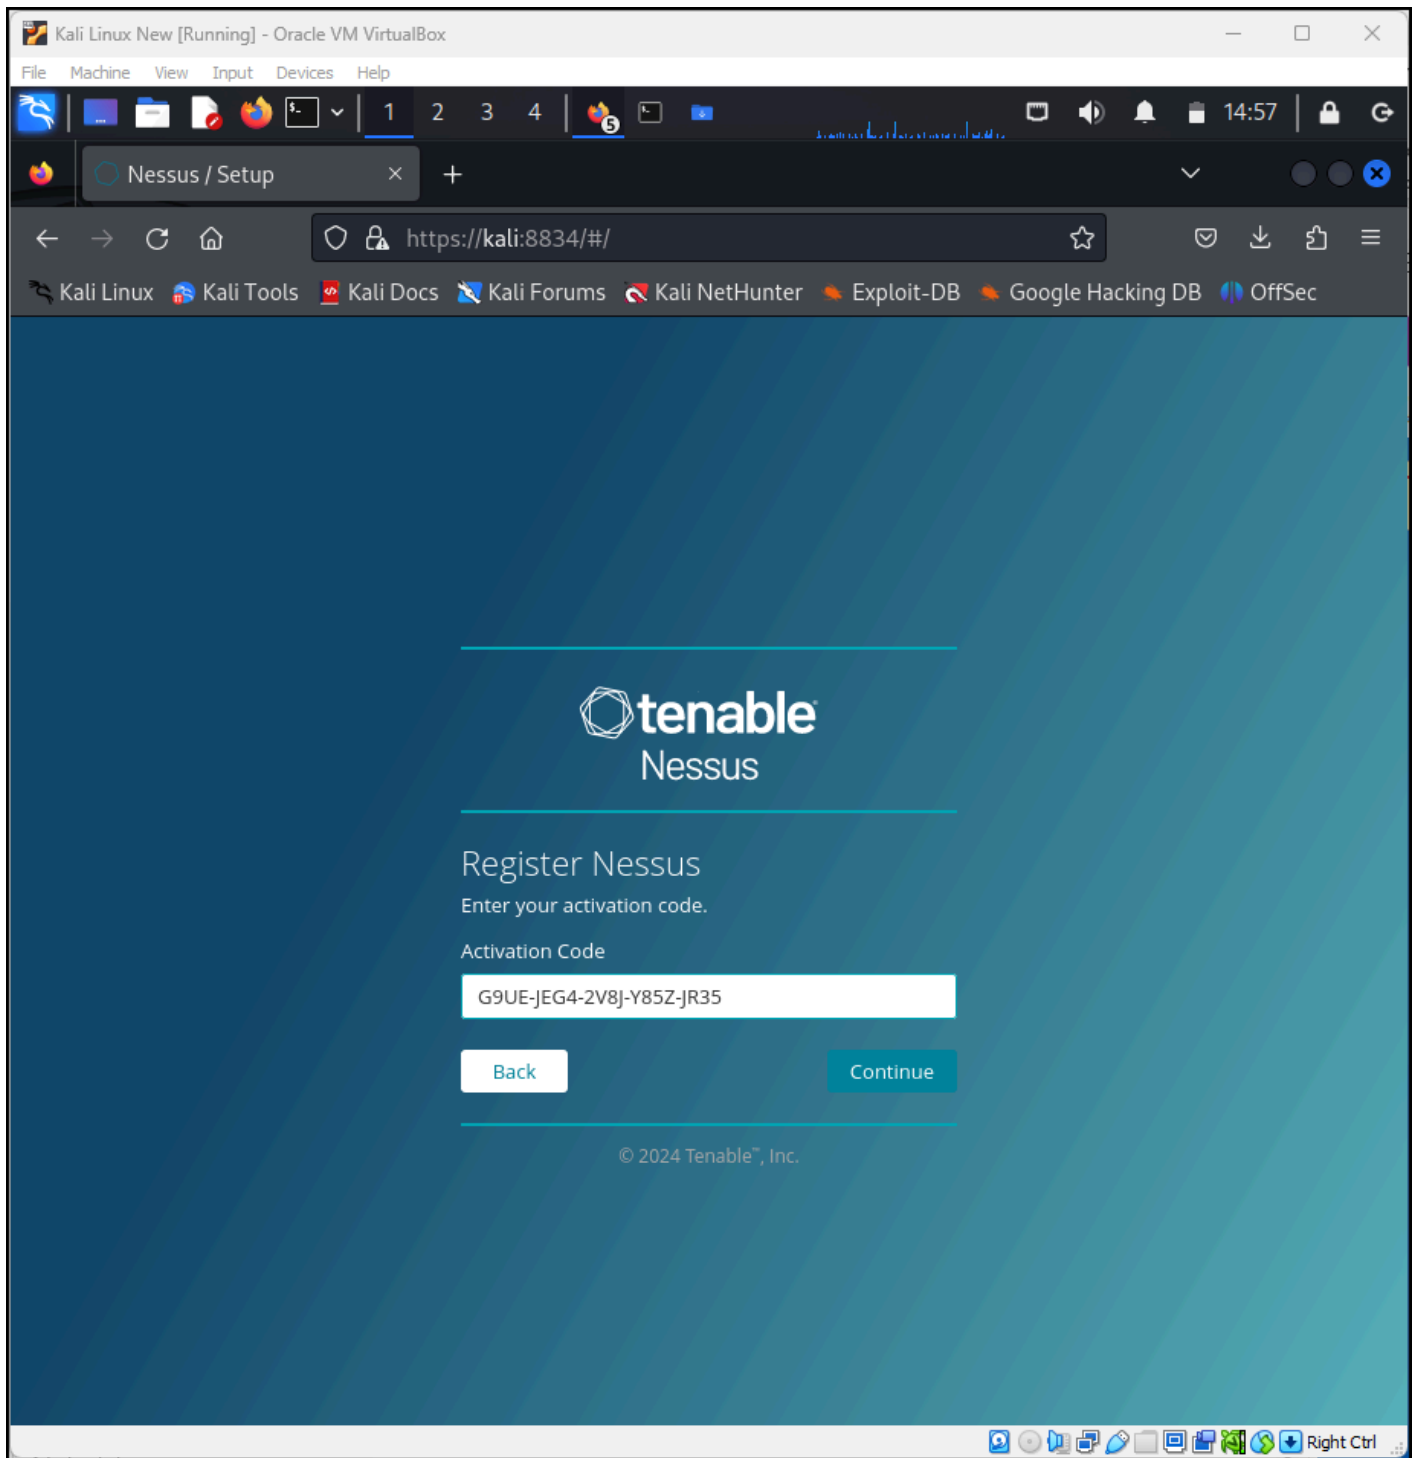 Kali Linux New [Running] - Oracle VM VirtualBox
File Machine View Input Devices Help
1 2 3 4 5 14:57
Nessus / Setup
https://kali:8834/#/
Kali Linux Kali Tools Kali Docs Kali Forums Kali NetHunter Exploit-DB Google Hacking DB OffSec
tenable
Nessus
Register Nessus
Enter your activation code.
Activation Code
G9UE-JEG4-2V8J-Y85Z-JR35
Back Continue
© 2024 Tenable™, Inc.
Right Ctrl